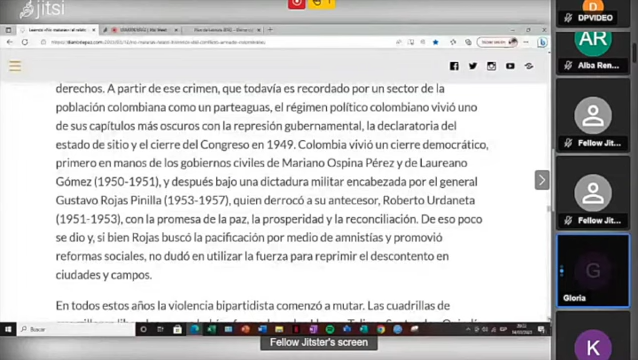 jitsi
derechos. A partir de ese crimen, que todavía es recordado por un sector de la
población colombiana como un parteaguas, el régimen político colombiano vivió uno
de sus capítulos más oscuros con la represión gubernamental, la declaratoria del
estado de sitio y el cierre del Congreso en 1949. Colombia vivió un cierre democrático,
primero en manos de los gobiernos civiles de Mariano Ospina Pérez y de Laureano
Gómez (1950-1951), y después bajo una dictadura militar encabezada por el general
Gustavo Rojas Pinilla (1953-1957), quien derrocó a su antecesor, Roberto Urdaneta
(1951-1953), con la promesa de la paz, la prosperidad y la reconciliación. De eso poco
se dio y, si bien Rojas buscó la pacificación por medio de amnistías y promovió
reformas sociales, no dudó en utilizar la fuerza para reprimir el descontento en
ciudades y campos.
En todos estos años la violencia bipartidista comenzó a mutar. Las cuadrillas de
Buscar
Fellow Jitster's screen
DPVIDEO
AR
Alba Ren...
Fellow Jit...
Fellow Jit...
G
Gloria
K